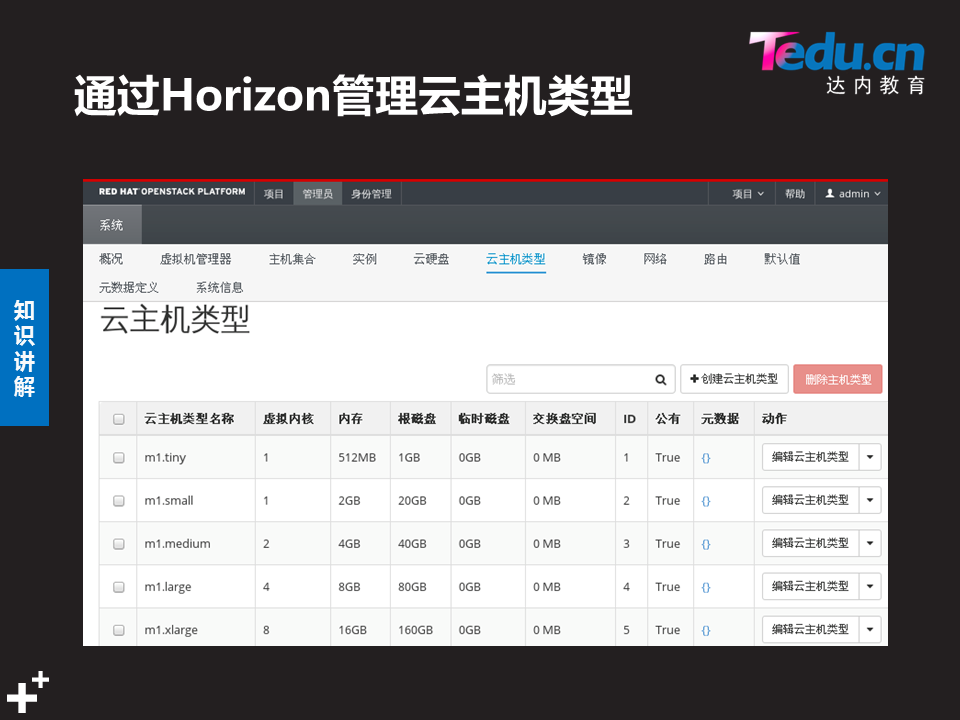 Tedu.cn
达内教育
通过Horizon管理云主机类型
知识讲解
RED HAT OPENSTACK PLATFORM 项目 管理员 身份管理 项目 帮助 admin
系统
概况 虚拟机管理器 主机集合 实例 云硬盘 云主机类型 镜像 网络 路由 默认值
元数据定义 系统信息
云主机类型
筛选 创建云主机类型 删除主机类型
云主机类型名称 虚拟内核 内存 根磁盘 临时磁盘 交换盘空间 ID 公有 元数据 动作
m1.tiny 1 512MB 1GB 0GB 0 MB 1 True {} 编辑云主机类型
m1.small 1 2GB 20GB 0GB 0 MB 2 True {} 编辑云主机类型
m1.medium 2 4GB 40GB 0GB 0 MB 3 True {} 编辑云主机类型
m1.large 4 8GB 80GB 0GB 0 MB 4 True {} 编辑云主机类型
m1.xlarge 8 16GB 160GB 0GB 0 MB 5 True {} 编辑云主机类型